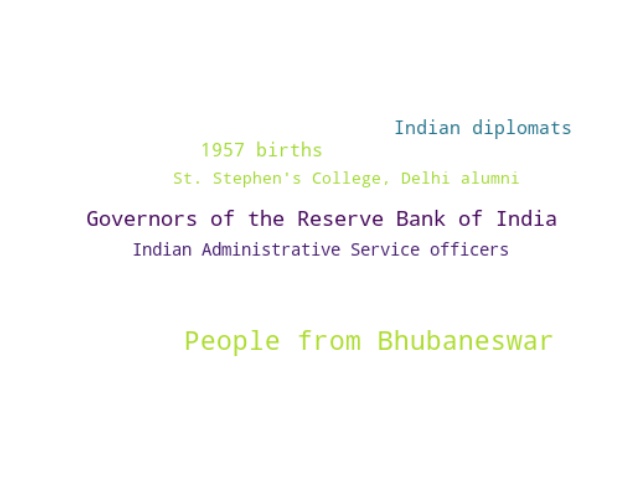 Indian diplomats
1957 births
St. Stephen's College, Delhi alumni
Governors of the Reserve Bank of India
Indian Administrative Service officers
People from Bhubaneswar